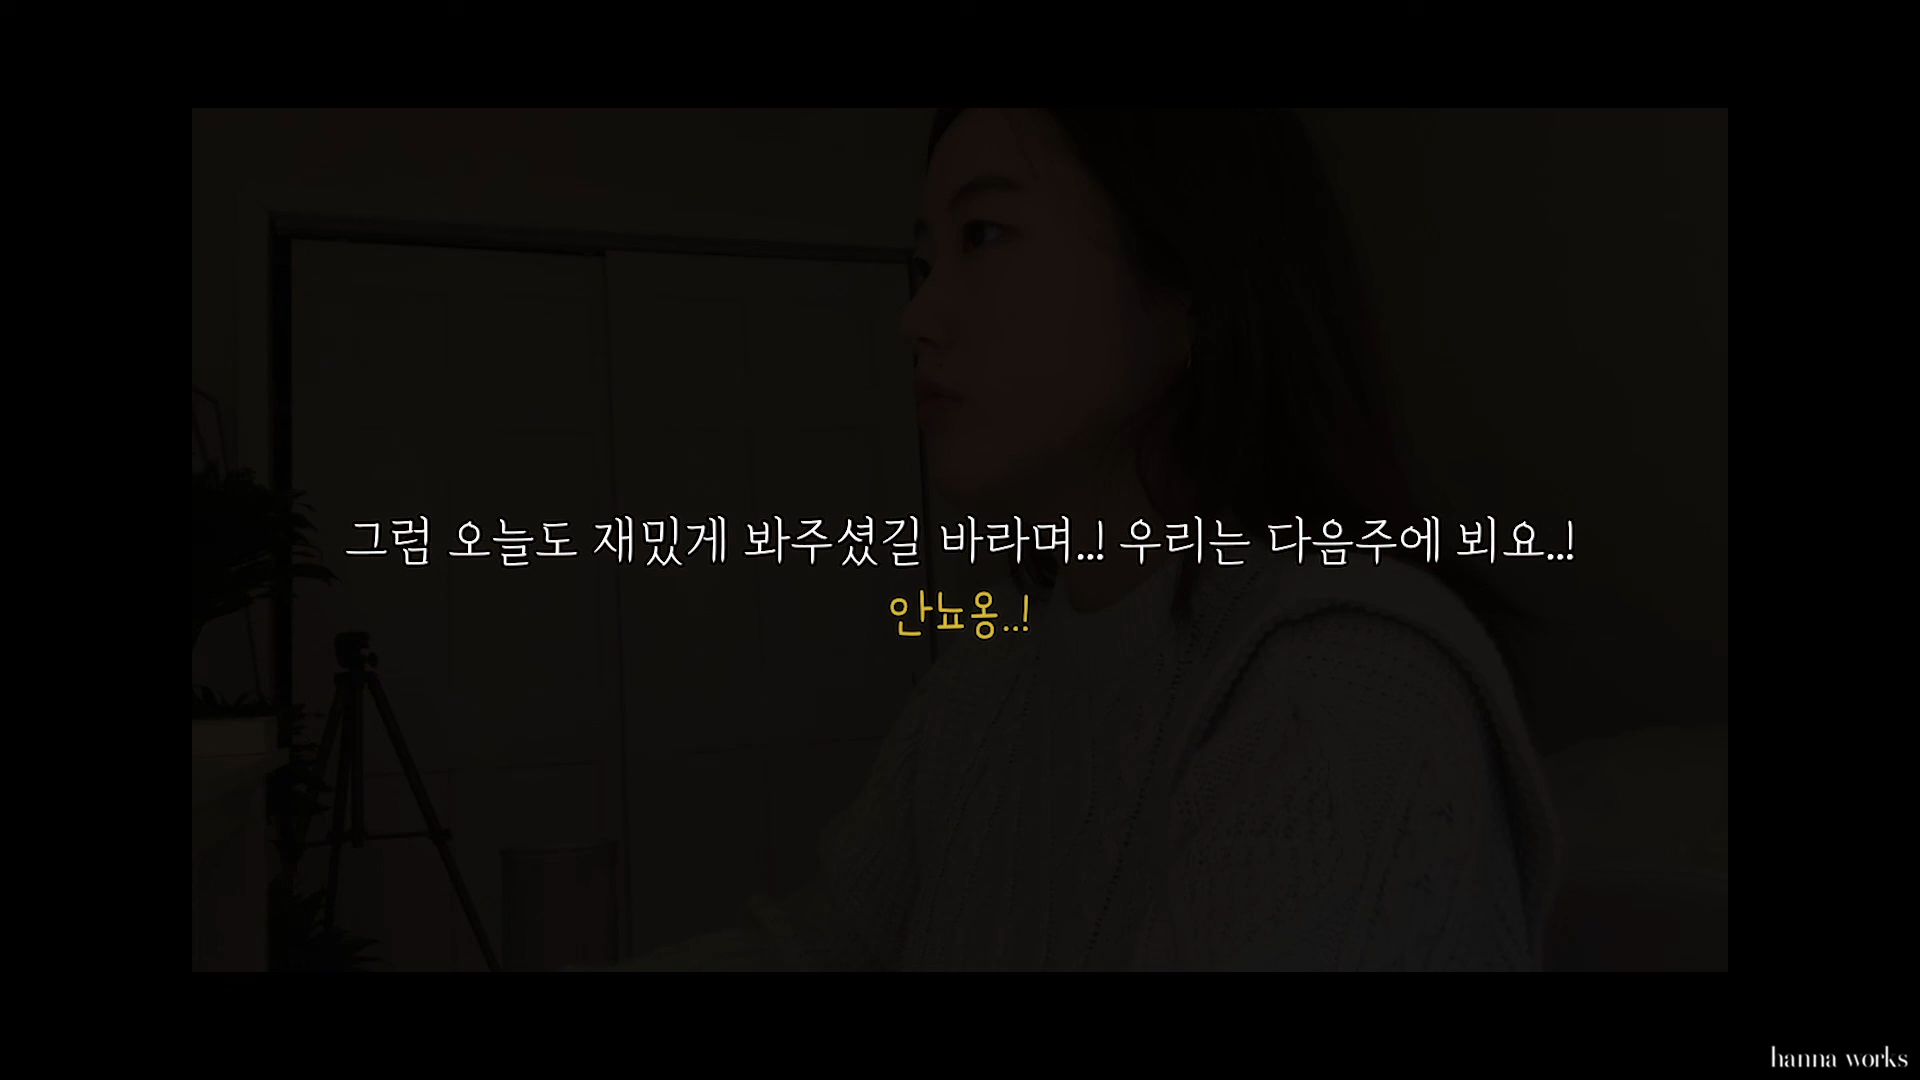 그럼 오늘도 재밌게 봐주셨길 바라며..! 우리는 다음주에 뵈요..!
안뇨옹..!
hanna works